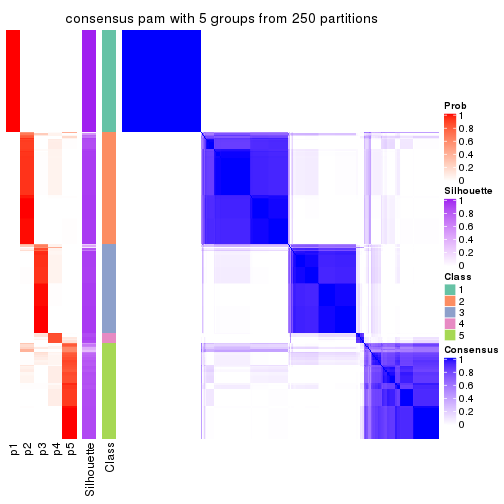 consensus pam with 5 groups from 250 partitions
Prob
1
0.8
0.6
0.4
0.2
0
Silhouette
1
0.8
0.6
0.4
0.2
0
Class
1
2
3
4
5
Consensus
1
0.8
0.6
0.4
0.2
0
p1
p2
p3
p4
p5
Silhouette
Class